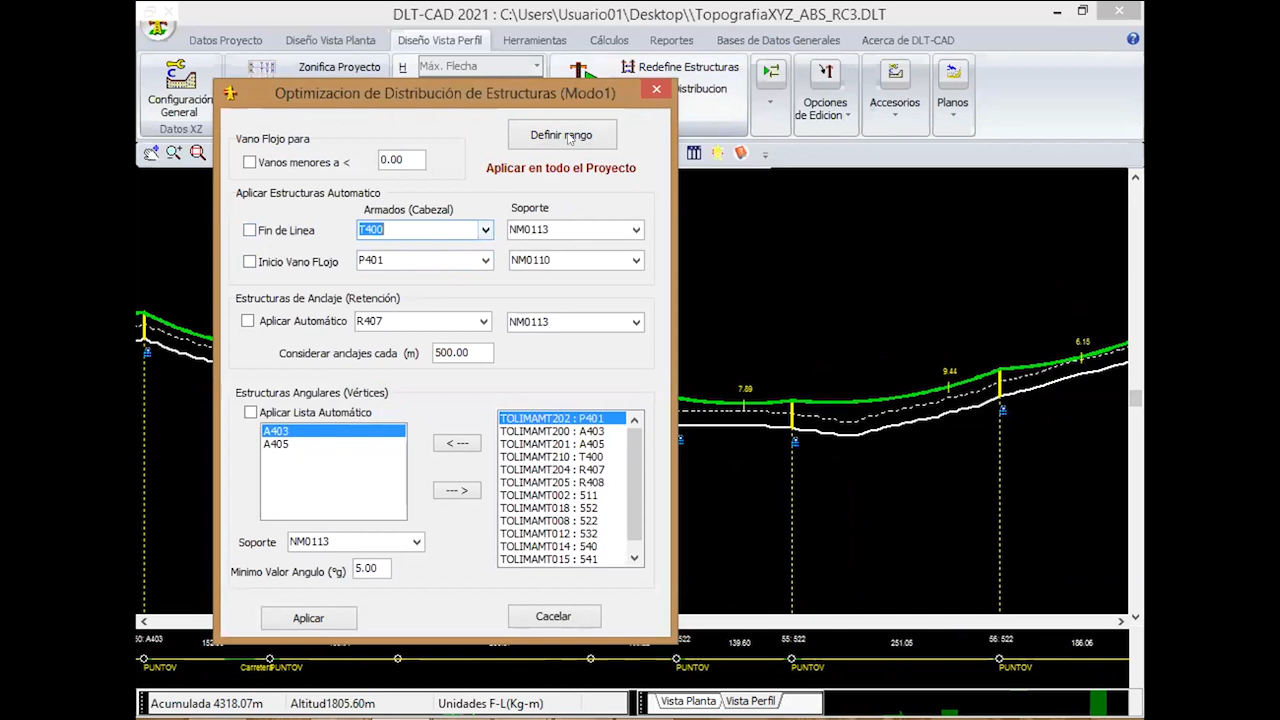 DLT-CAD 2021 : C:\Users\Usuario01\Desktop\\TopografiaXYZ_ABS_RC3.DLT
Datos Proyecto Diseño Vista Planta Diseño Vista Perfil Herramientas Cálculos Reportes Bases de Datos Generales Acerca de DLT-CAD
Zonifica Proyecto H Máx. Flecha Redefine Estructuras
Configuración General
Datos XZ
Distribucion
Opciones de Edicion
Accesorios
Planos
Optimizacion de Distribución de Estructuras (Modo1)
Vano Flojo para
Vanos menores a < 0.00
Definir rango
Aplicar en todo el Proyecto
Aplicar Estructuras Automatico
Armados (Cabezal) Soporte
Fin de Linea T400 NM0113
Inicio Vano FLojo P401 NM0110
Estructuras de Anclaje (Retención)
Aplicar Automático R407 NM0113
Considerar anclajes cada (m) 500.00
Estructuras Angulares (Vértices)
Aplicar Lista Automático
A403
A405
< ---
--- >
TOLIMAMT202 : P401
TOLIMAMT200 : A403
TOLIMAMT201 : A405
TOLIMAMT210 : T400
TOLIMAMT204 : R407
TOLIMAMT205 : R408
TOLIMAMT002 : 511
TOLIMAMT018 : 552
TOLIMAMT008 : 522
TOLIMAMT012 : 532
TOLIMAMT014 : 540
TOLIMAMT015 : 541
Soporte NM0113
Minimo Valor Angulo (ºg) 5.00
Aplicar Cacelar
7.89
9.44
6.15
139.60 55: 522 251.05 56: 522 186.06
PUNTOV PUNTOV PUNTOV PUNTOV PUNTOV
Acumulada 4318.07m Altitud1805.60m Unidades F-L(Kg-m) Vista Planta Vista Perfil